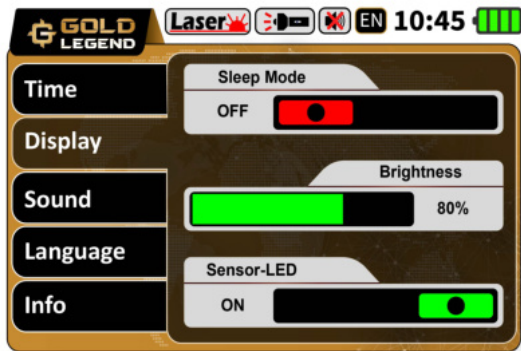 GOLD
LEGEND
Laser
EN
10:45
Time
Display
Sound
Language
Info
Sleep Mode
OFF
Brightness
80%
Sensor-LED
ON